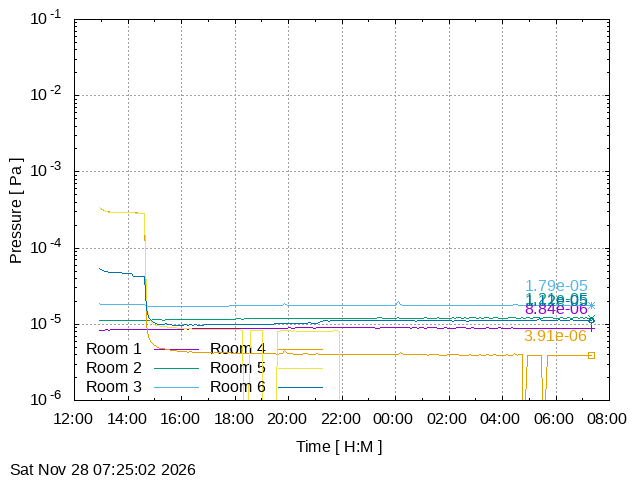 10^-1
10^-2
10^-3
10^-4
10^-5
10^-6
Pressure [ Pa ]
1.79e-05
8.84e-06
3.91e-06
Room 1 Room 4
Room 2 Room 5
Room 3 Room 6
12:00 14:00 16:00 18:00 20:00 22:00 00:00 02:00 04:00 06:00 08:00
Time [ H:M ]
Sat Nov 28 07:25:02 2026